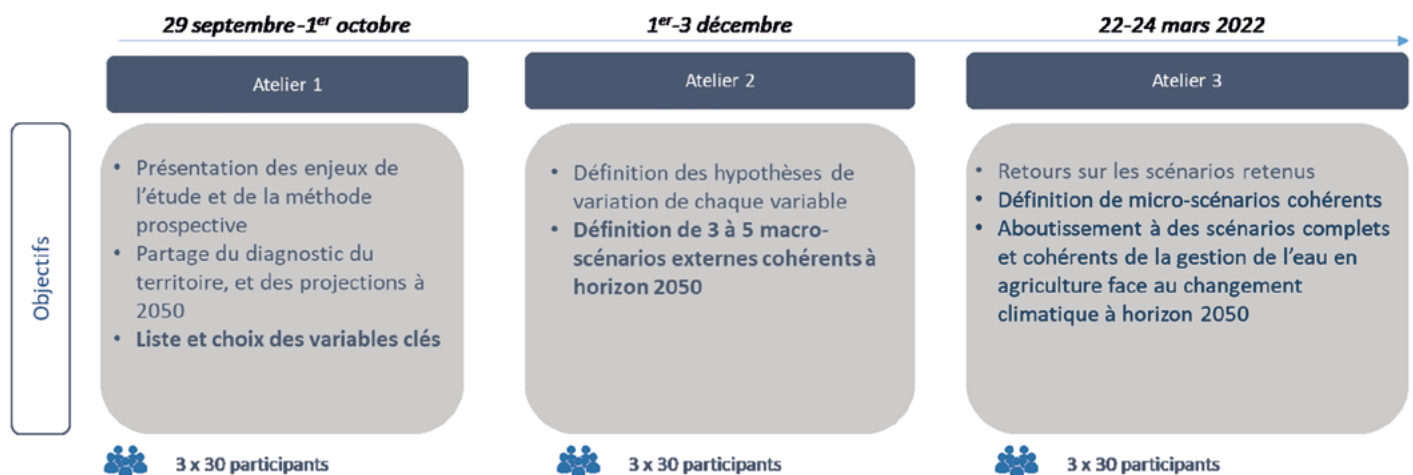 29 septembre-1er octobre
1er-3 décembre
22-24 mars 2022
Atelier 1
Atelier 2
Atelier 3
Objectifs
• Présentation des enjeux de
l'étude et de la méthode
prospective
• Partage du diagnostic du
territoire, et des projections à
2050
• Liste et choix des variables clés
• Définition des hypothèses de
variation de chaque variable
• Définition de 3 à 5 macro-
scénarios externes cohérents à
horizon 2050
• Retours sur les scénarios retenus
• Définition de micro-scénarios cohérents
• Aboutissement à des scénarios complets
et cohérents de la gestion de l'eau en
agriculture face au changement
climatique à horizon 2050
3 x 30 participants
3 x 30 participants
3 x 30 participants